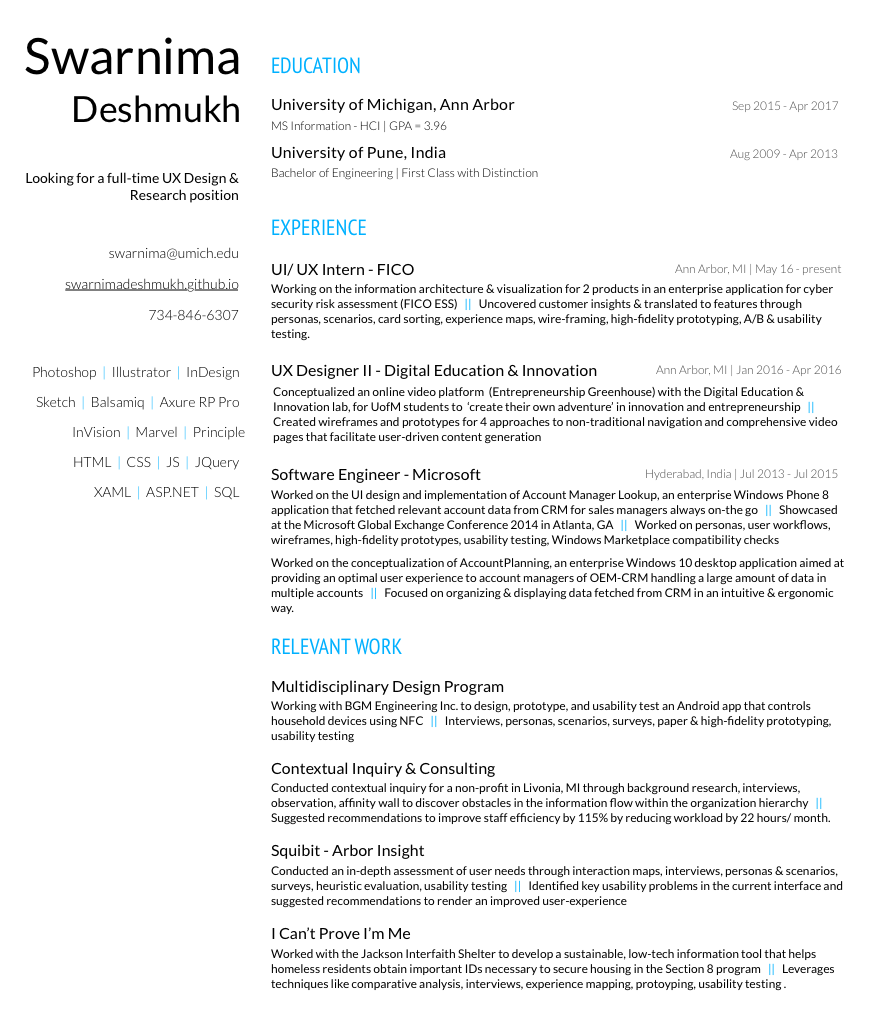 Swarnima
Deshmukh
Looking for a full-time UX Design &
Research position
swarnima@umich.edu
swarnimadeshmukh.github.io
734-846-6307
Photoshop | Illustrator | InDesign
Sketch | Balsamiq | Axure RP Pro
InVision | Marvel | Principle
HTML | CSS | JS | JQuery
XAML | ASP.NET | SQL
EDUCATION
University of Michigan, Ann Arbor Sep 2015 - Apr 2017
MS Information - HCI | GPA = 3.96
University of Pune, India Aug 2009 - Apr 2013
Bachelor of Engineering | First Class with Distinction
EXPERIENCE
UI/ UX Intern - FICO Ann Arbor, MI | May 16 - present
Working on the information architecture & visualization for 2 products in an enterprise application for cyber
security risk assessment (FICO ESS) || Uncovered customer insights & translated to features through
personas, scenarios, card sorting, experience maps, wire-framing, high-fidelity prototyping, A/B & usability
testing.
UX Designer II - Digital Education & Innovation Ann Arbor, MI | Jan 2016 - Apr 2016
Conceptualized an online video platform (Entrepreneurship Greenhouse) with the Digital Education &
Innovation lab, for UofM students to ‘create their own adventure’ in innovation and entrepreneurship ||
Created wireframes and prototypes for 4 approaches to non-traditional navigation and comprehensive video
pages that facilitate user-driven content generation
Software Engineer - Microsoft Hyderabad, India | Jul 2013 - Jul 2015
Worked on the UI design and implementation of Account Manager Lookup, an enterprise Windows Phone 8
application that fetched relevant account data from CRM for sales managers always on-the go || Showcased
at the Microsoft Global Exchange Conference 2014 in Atlanta, GA || Worked on personas, user workflows,
wireframes, high-fidelity prototypes, usability testing, Windows Marketplace compatibility checks
Worked on the conceptualization of AccountPlanning, an enterprise Windows 10 desktop application aimed at
providing an optimal user experience to account managers of OEM-CRM handling a large amount of data in
multiple accounts || Focused on organizing & displaying data fetched from CRM in an intuitive & ergonomic
way.
RELEVANT WORK
Multidisciplinary Design Program
Working with BGM Engineering Inc. to design, prototype, and usability test an Android app that controls
household devices using NFC || Interviews, personas, scenarios, surveys, paper & high-fidelity prototyping,
usability testing
Contextual Inquiry & Consulting
Conducted contextual inquiry for a non-profit in Livonia, MI through background research, interviews,
observation, affinity wall to discover obstacles in the information flow within the organization hierarchy ||
Suggested recommendations to improve staff efficiency by 115% by reducing workload by 22 hours/ month.
Squibit - Arbor Insight
Conducted an in-depth assessment of user needs through interaction maps, interviews, personas & scenarios,
surveys, heuristic evaluation, usability testing || Identified key usability problems in the current interface and
suggested recommendations to render an improved user-experience
I Can’t Prove I’m Me
Worked with the Jackson Interfaith Shelter to develop a sustainable, low-tech information tool that helps
homeless residents obtain important IDs necessary to secure housing in the Section 8 program || Leverages
techniques like comparative analysis, interviews, experience mapping, protoyping, usability testing .